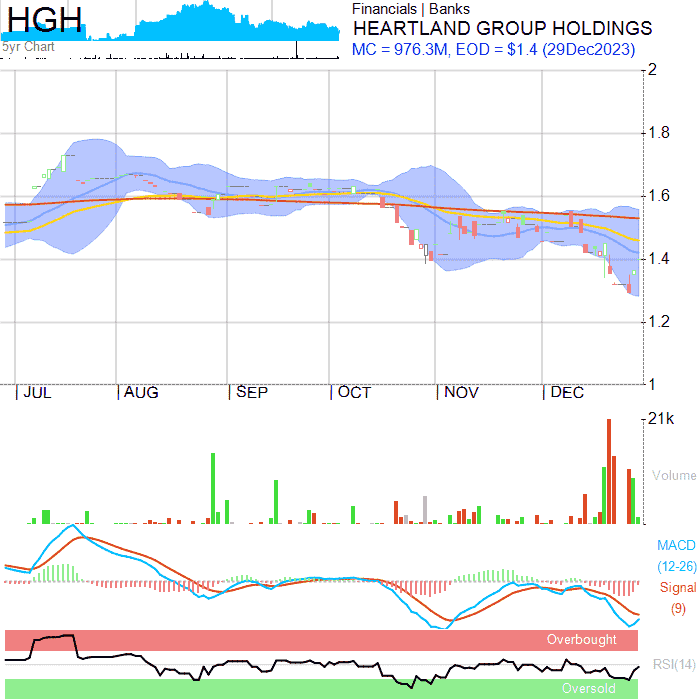 HGH
5yr Chart
Financials | Banks
HEARTLAND GROUP HOLDINGS
MC = 976.3M, EOD = $1.4 (29Dec2023)
2
1.8
1.6
1.4
1.2
1
JUL AUG SEP OCT NOV DEC
21k
Volume
MACD
(12-26)
Signal
(9)
Overbought
RSI(14)
Oversold